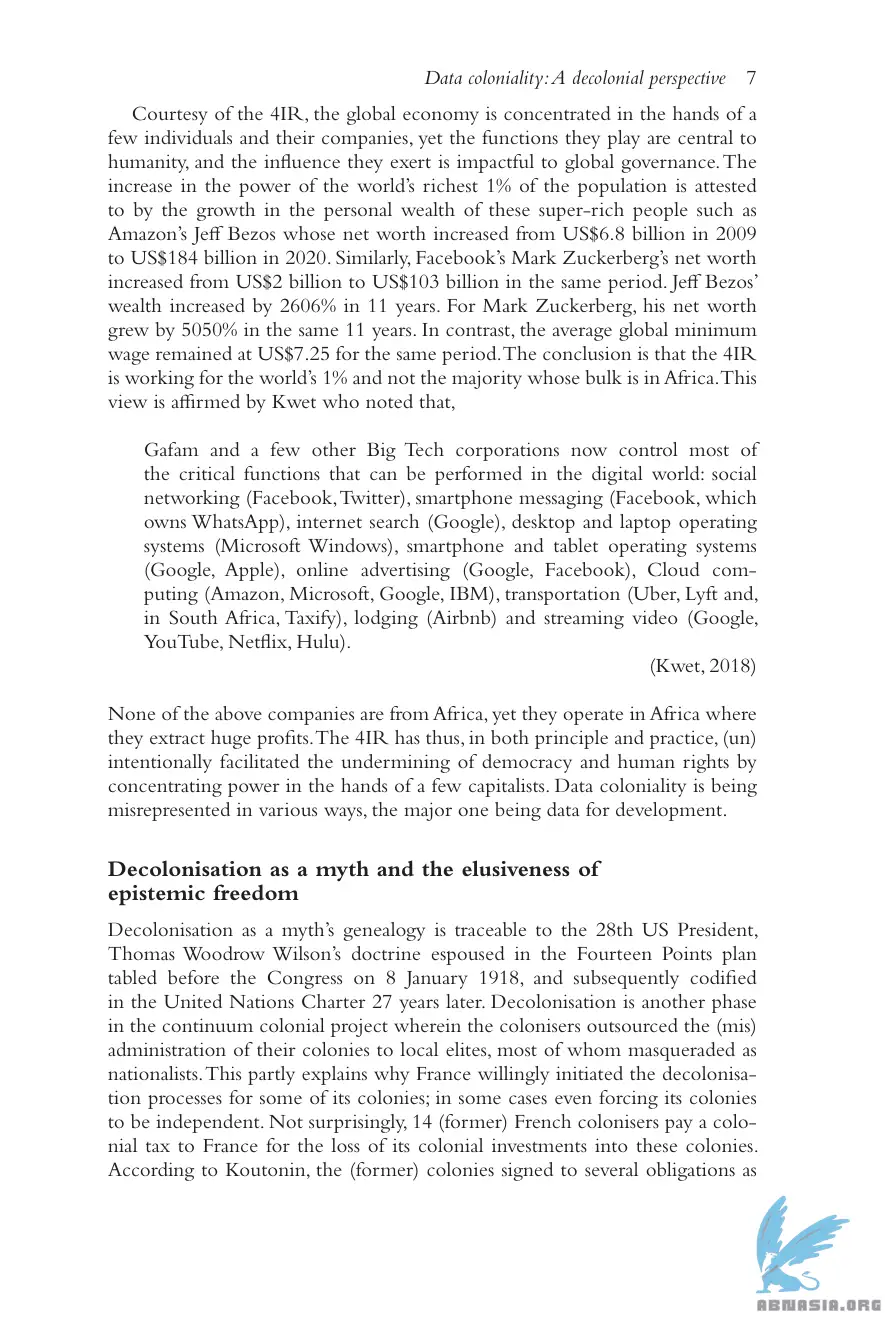 Data coloniality: A decolonial perspective 7
Courtesy of the 4IR, the global economy is concentrated in the hands of a
few individuals and their companies, yet the functions they play are central to
humanity, and the influence they exert is impactful to global governance. The
increase in the power of the world’s richest 1% of the population is attested
to by the growth in the personal wealth of these super-rich people such as
Amazon’s Jeff Bezos whose net worth increased from US$6.8 billion in 2009
to US$184 billion in 2020. Similarly, Facebook’s Mark Zuckerberg’s net worth
increased from US$2 billion to US$103 billion in the same period. Jeff Bezos’
wealth increased by 2606% in 11 years. For Mark Zuckerberg, his net worth
grew by 5050% in the same 11 years. In contrast, the average global minimum
wage remained at US$7.25 for the same period. The conclusion is that the 4IR
is working for the world’s 1% and not the majority whose bulk is in Africa. This
view is affirmed by Kwet who noted that,
Gafam and a few other Big Tech corporations now control most of
the critical functions that can be performed in the digital world: social
networking (Facebook, Twitter), smartphone messaging (Facebook, which
owns WhatsApp), internet search (Google), desktop and laptop operating
systems (Microsoft Windows), smartphone and tablet operating systems
(Google, Apple), online advertising (Google, Facebook), Cloud com-
puting (Amazon, Microsoft, Google, IBM), transportation (Uber, Lyft and,
in South Africa, Taxify), lodging (Airbnb) and streaming video (Google,
YouTube, Netflix, Hulu).
(Kwet, 2018)
None of the above companies are from Africa, yet they operate in Africa where
they extract huge profits. The 4IR has thus, in both principle and practice, (un)
intentionally facilitated the undermining of democracy and human rights by
concentrating power in the hands of a few capitalists. Data coloniality is being
misrepresented in various ways, the major one being data for development.
Decolonisation as a myth and the elusiveness of
epistemic freedom
Decolonisation as a myth’s genealogy is traceable to the 28th US President,
Thomas Woodrow Wilson’s doctrine espoused in the Fourteen Points plan
tabled before the Congress on 8 January 1918, and subsequently codified
in the United Nations Charter 27 years later. Decolonisation is another phase
in the continuum colonial project wherein the colonisers outsourced the (mis)
administration of their colonies to local elites, most of whom masqueraded as
nationalists. This partly explains why France willingly initiated the decolonisa-
tion processes for some of its colonies; in some cases even forcing its colonies
to be independent. Not surprisingly, 14 (former) French colonisers pay a colo-
nial tax to France for the loss of its colonial investments into these colonies.
According to Koutonin, the (former) colonies signed to several obligations as
ABNASIA.ORG